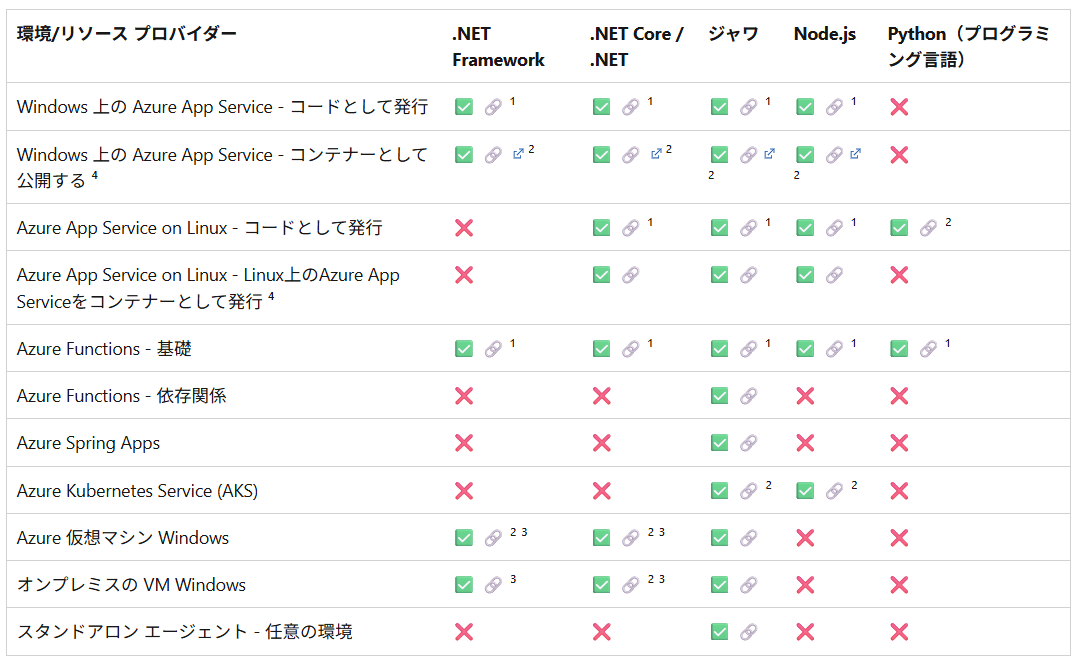 環境/リソース プロバイダー .NET Framework .NET Core / .NET ジャワ Node.js Python（プログラミング言語）
Windows 上の Azure App Service - コードとして発行 ✅ 🔗 1 ✅ 🔗 1 ✅ 🔗 1 ✅ 🔗 1 ❌
Windows 上の Azure App Service - コンテナーとして
公開する 4 ✅ 🔗 2 ✅ 🔗 2 ✅ 🔗 2 ✅ 🔗 2 ❌
Azure App Service on Linux - コードとして発行 ❌ ✅ 🔗 1 ✅ 🔗 1 ✅ 🔗 1 ✅ 🔗 2
Azure App Service on Linux - Linux上のAzure App
Serviceをコンテナーとして発行 4 ❌ ✅ 🔗 ✅ 🔗 ✅ 🔗 ❌
Azure Functions - 基礎 ✅ 🔗 1 ✅ 🔗 1 ✅ 🔗 1 ✅ 🔗 1 ✅ 🔗 1
Azure Functions - 依存関係 ❌ ❌ ✅ 🔗 ❌ ❌
Azure Spring Apps ❌ ❌ ✅ 🔗 ❌ ❌
Azure Kubernetes Service (AKS) ❌ ❌ ✅ 🔗 2 ✅ 🔗 2 ❌
Azure 仮想マシン Windows ✅ 🔗 2 3 ✅ 🔗 2 3 ✅ 🔗 ❌ ❌
オンプレミスの VM Windows ✅ 🔗 3 ✅ 🔗 2 3 ✅ 🔗 ❌ ❌
スタンドアロン エージェント - 任意の環境 ❌ ❌ ✅ 🔗 ❌ ❌